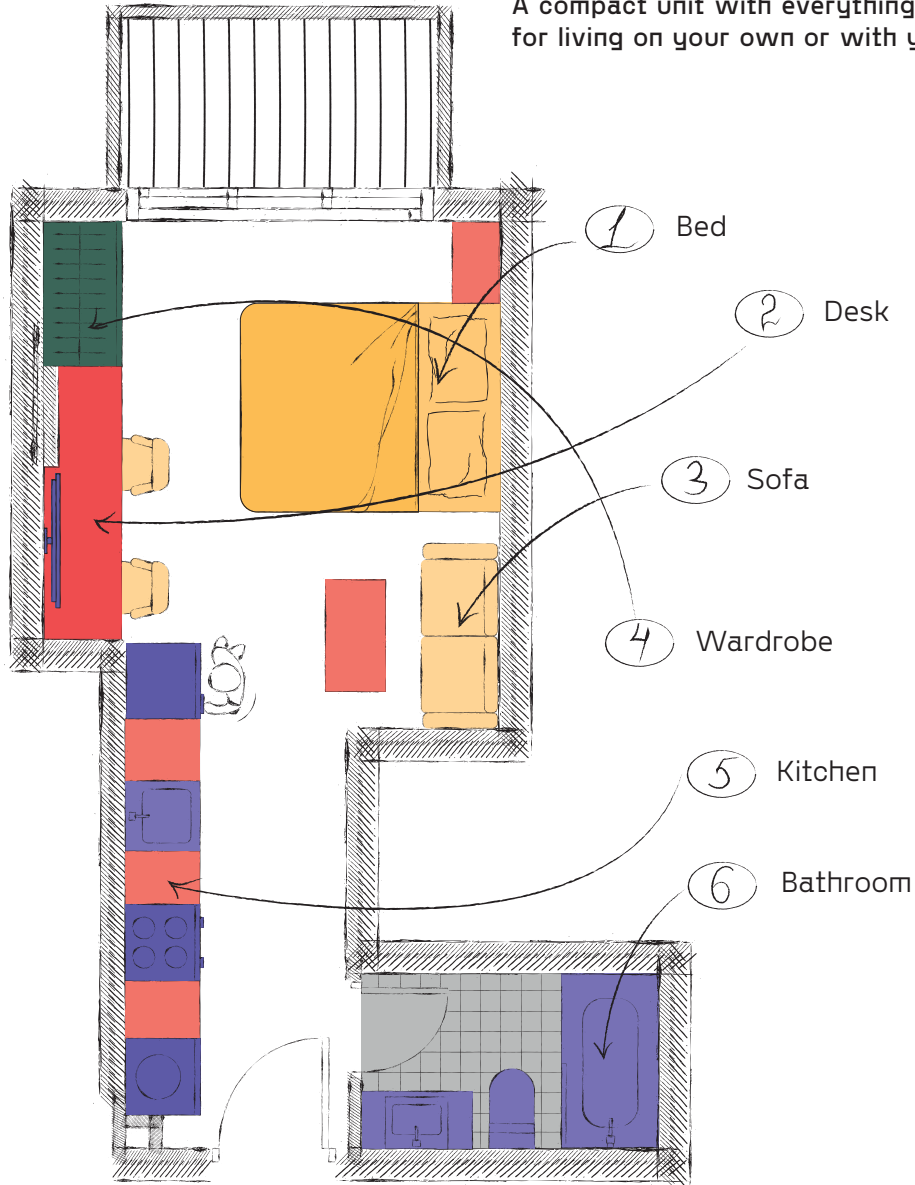 A compact unit with everything
for living on your own or with
1 Bed
2 Desk
3 Sofa
4 Wardrobe
5 Kitchen
6 Bathroom